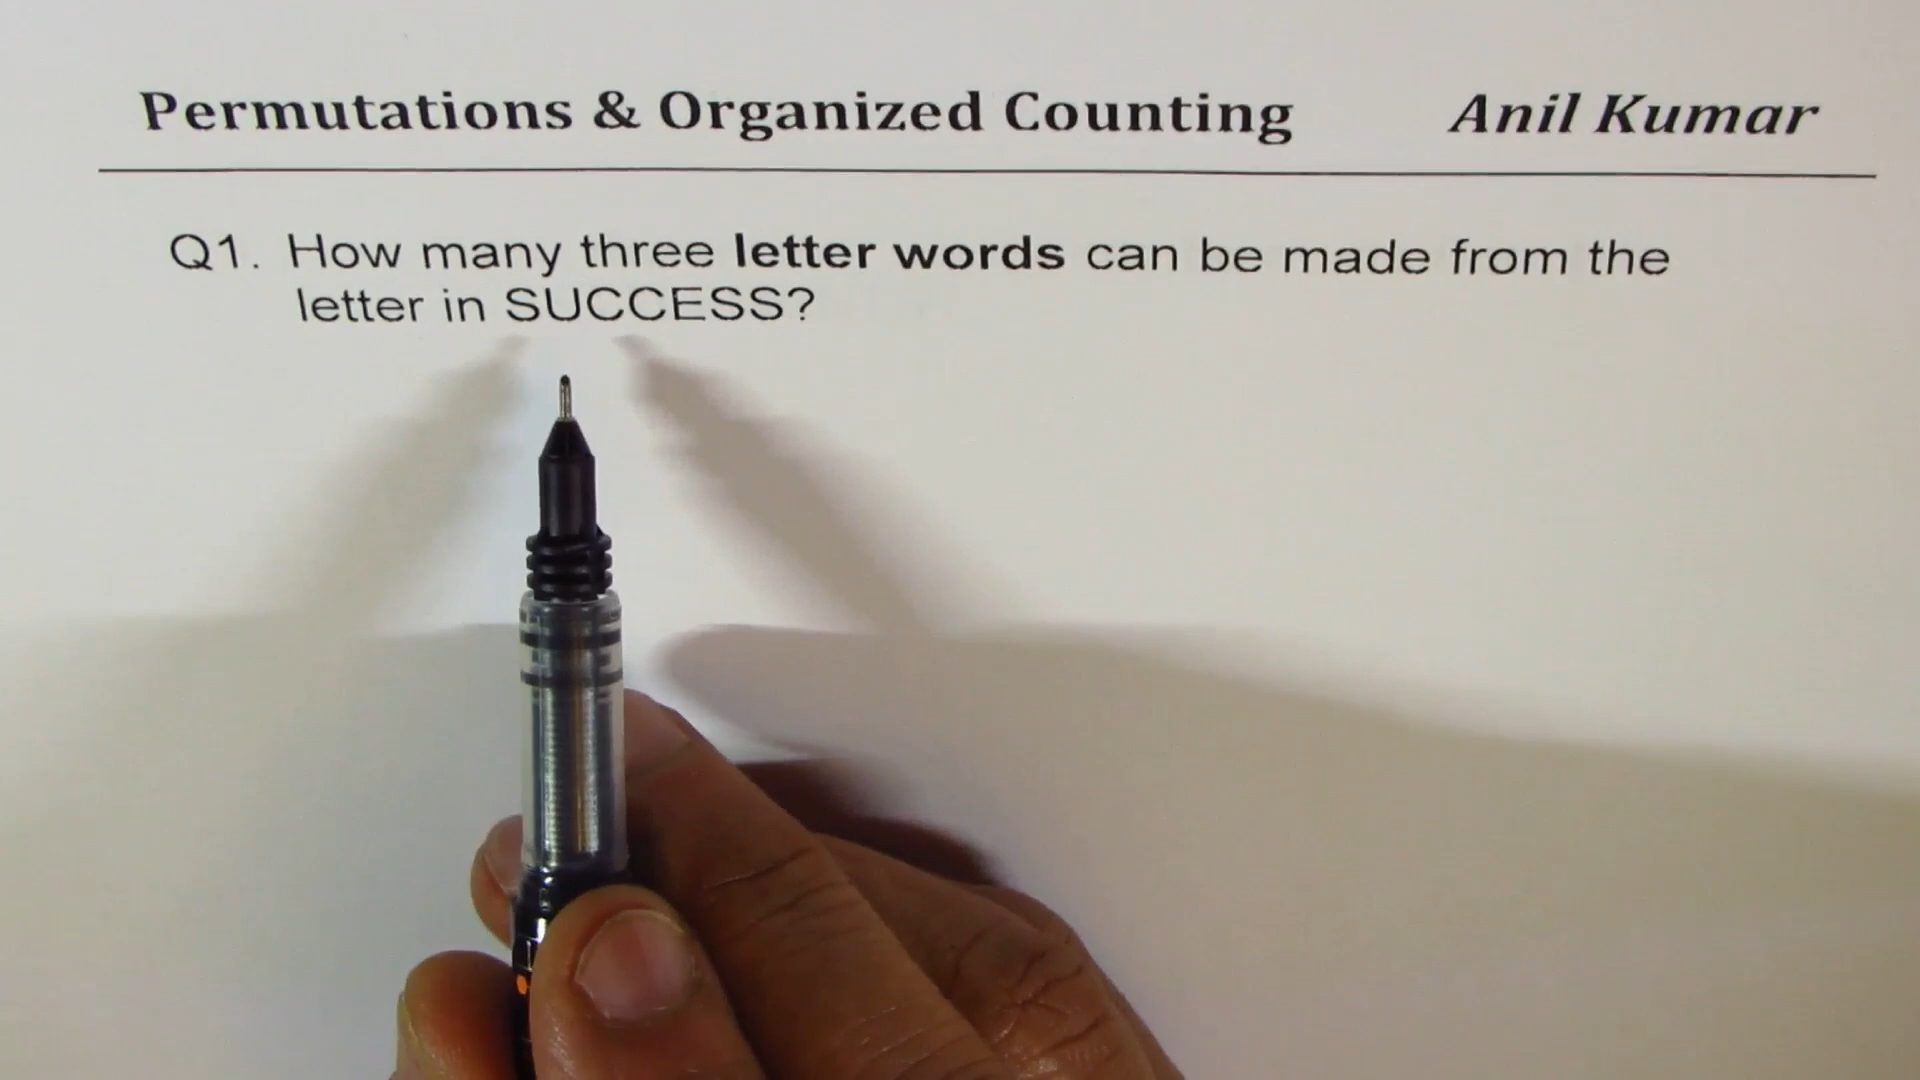 Permutations & Organized Counting Anil Kumar
Q1. How many three letter words can be made from the
letter in SUCCESS?